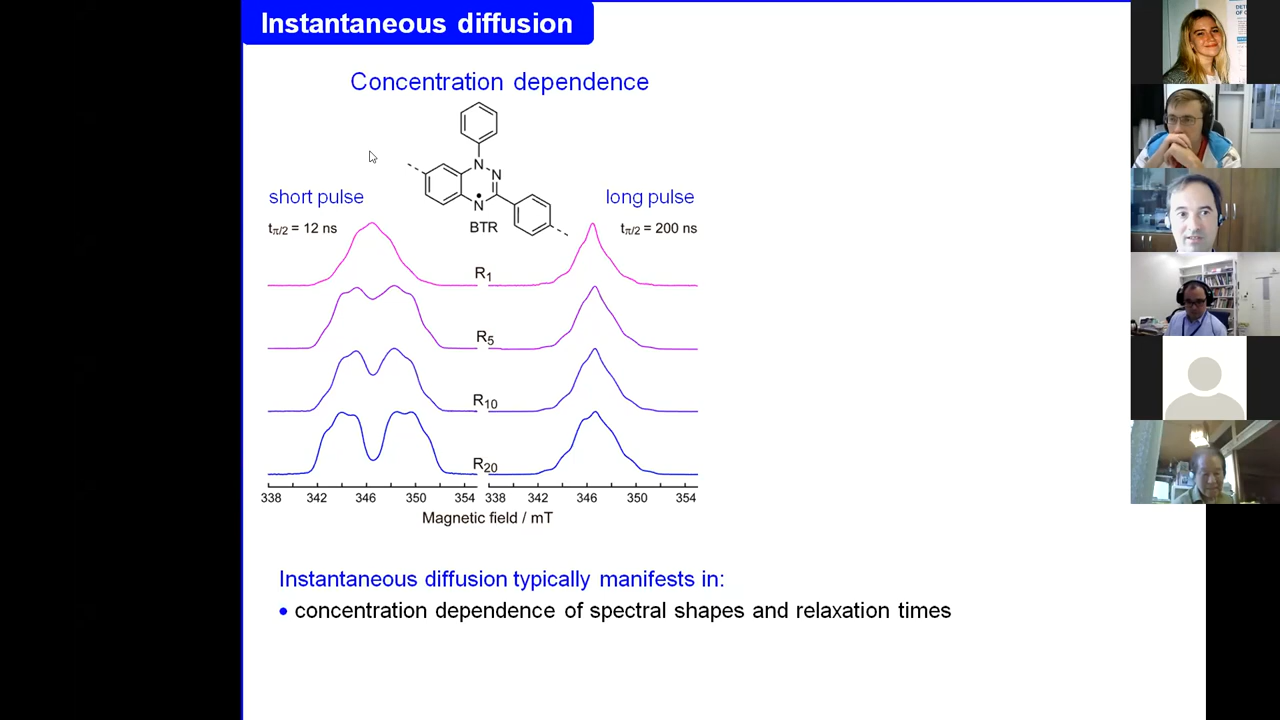 Instantaneous diffusion
Concentration dependence
N
N
N
BTR
short pulse
long pulse
tπ/2 = 12 ns
tπ/2 = 200 ns
R1
R5
R10
R20
338 342 346 350 354 338 342 346 350 354
Magnetic field / mT
Instantaneous diffusion typically manifests in:
• concentration dependence of spectral shapes and relaxation times